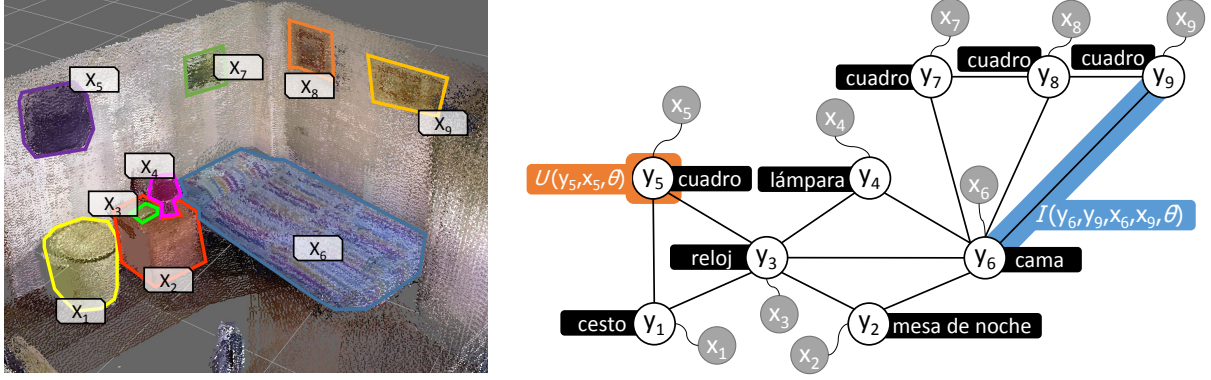 X₅
X₇
X₈
X₉
X₄
X₃
X₆
X₂
X₁
x₇
x₈
x₉
cuadro
cuadro
cuadro
y₇
y₈
y₉
x₅
x₄
U(y₅,x₅,θ)
y₅
cuadro
lámpara
y₄
x₆
I(y₆,y₉,x₆,x₉,θ)
reloj
y₃
y₆
cama
x₃
cesto
y₁
x₁
x₂
y₂
mesa de noche